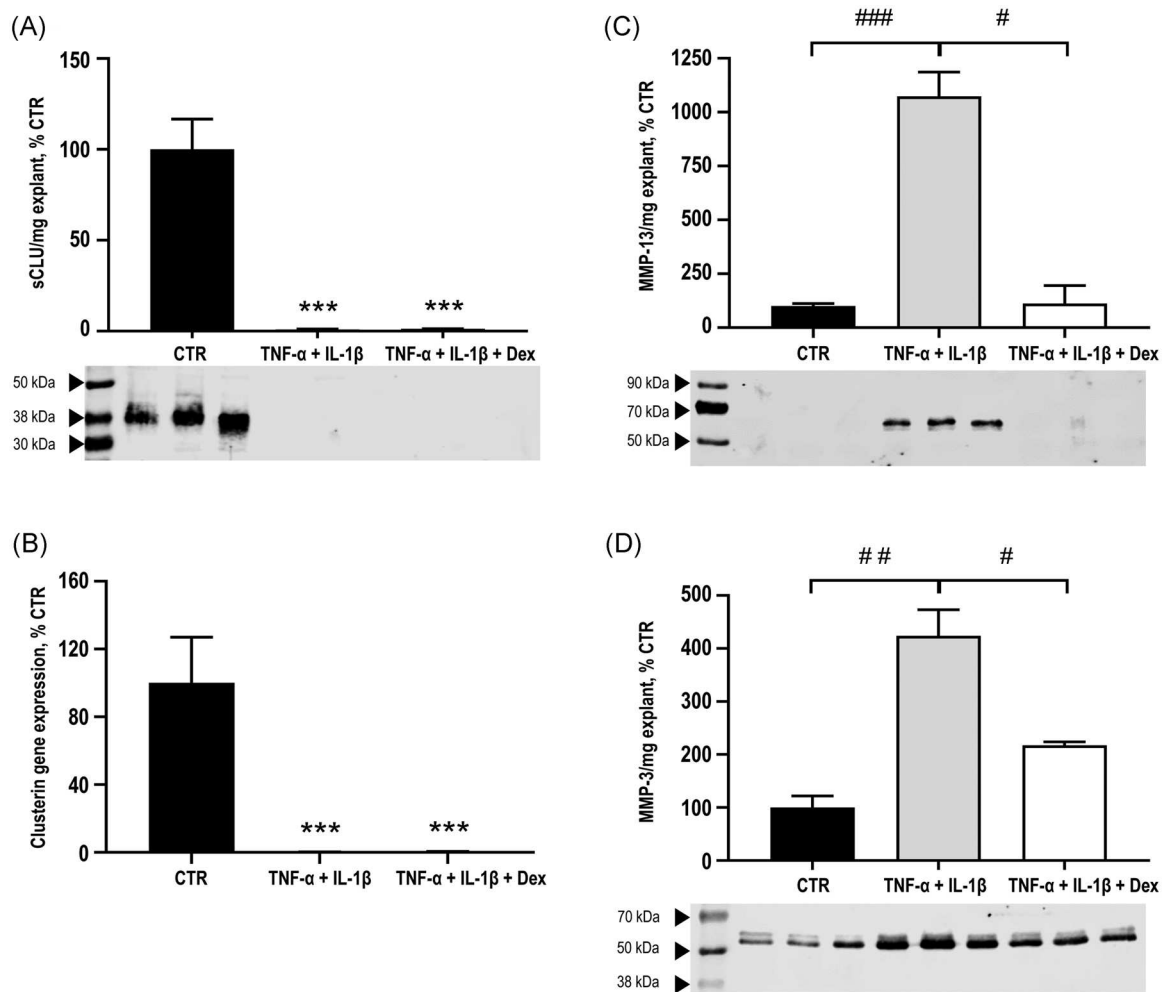 (A)
sCLU/mg explant, % CTR
150
100
50
0
***
***
CTR
TNF-α + IL-1β
TNF-α + IL-1β + Dex
50 kDa
38 kDa
30 kDa
(B)
Clusterin gene expression, % CTR
160
120
80
40
0
***
***
CTR
TNF-α + IL-1β
TNF-α + IL-1β + Dex
(C)
###
#
MMP-13/mg explant, % CTR
1250
1000
750
500
250
0
CTR
TNF-α + IL-1β
TNF-α + IL-1β + Dex
90 kDa
70 kDa
50 kDa
(D)
# #
#
MMP-3/mg explant, % CTR
500
400
300
200
100
0
CTR
TNF-α + IL-1β
TNF-α + IL-1β + Dex
70 kDa
50 kDa
38 kDa